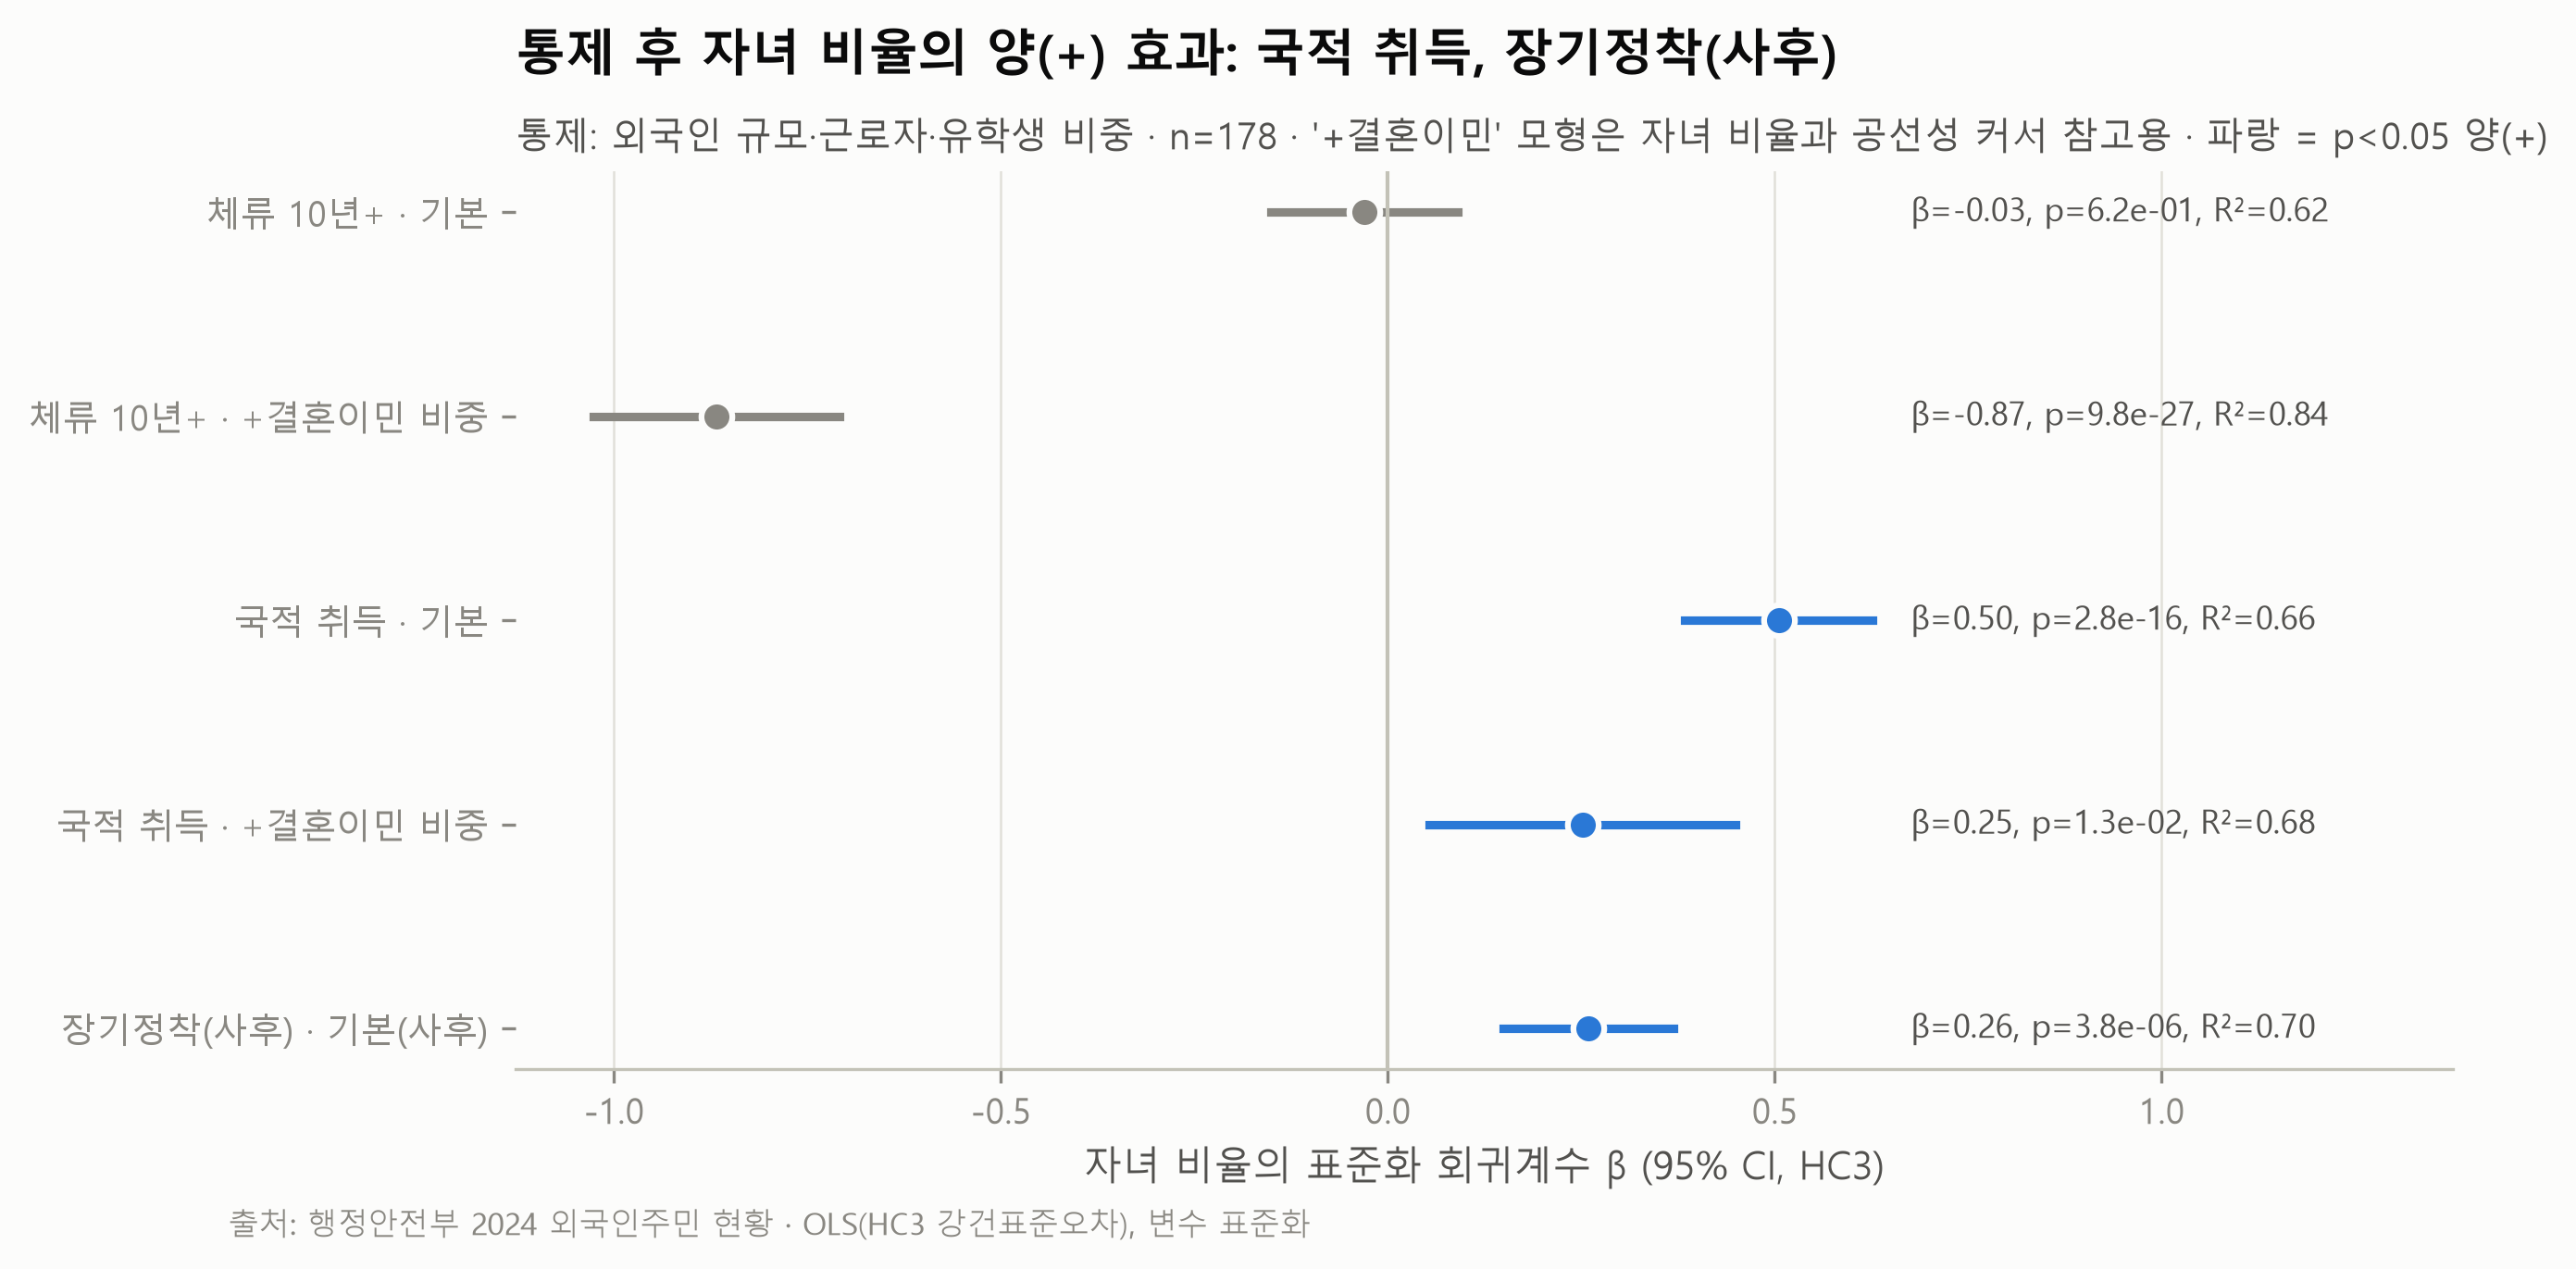 통제 후 자녀 비율의 양(+) 효과: 국적 취득, 장기정착(사후)
통제: 외국인 규모·근로자·유학생 비중 · n=178 · '+결혼이민' 모형은 자녀 비율과 공선성 커서 참고용 · 파랑 = p<0.05 양(+)
체류 10년+ · 기본 β=-0.03, p=6.2e-01, R²=0.62
체류 10년+ · +결혼이민 비중 β=-0.87, p=9.8e-27, R²=0.84
국적 취득 · 기본 β=0.50, p=2.8e-16, R²=0.66
국적 취득 · +결혼이민 비중 β=0.25, p=1.3e-02, R²=0.68
장기정착(사후) · 기본(사후) β=0.26, p=3.8e-06, R²=0.70
-1.0 -0.5 0.0 0.5 1.0
자녀 비율의 표준화 회귀계수 β (95% CI, HC3)
출처: 행정안전부 2024 외국인주민 현황 · OLS(HC3 강건표준오차), 변수 표준화